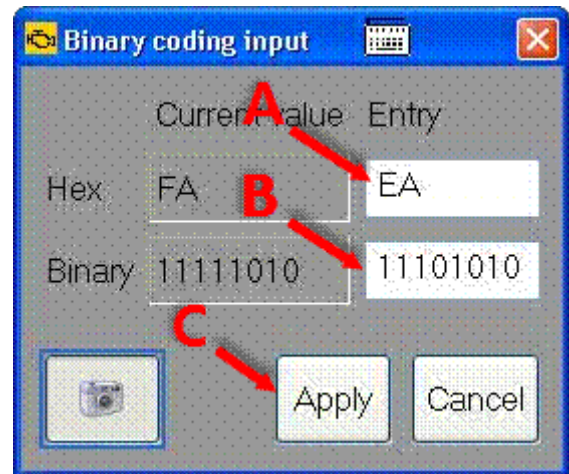 Binary coding input
A
Current value Entry
Hex FA EA
B
Binary 11111010 11101010
C
Apply Cancel